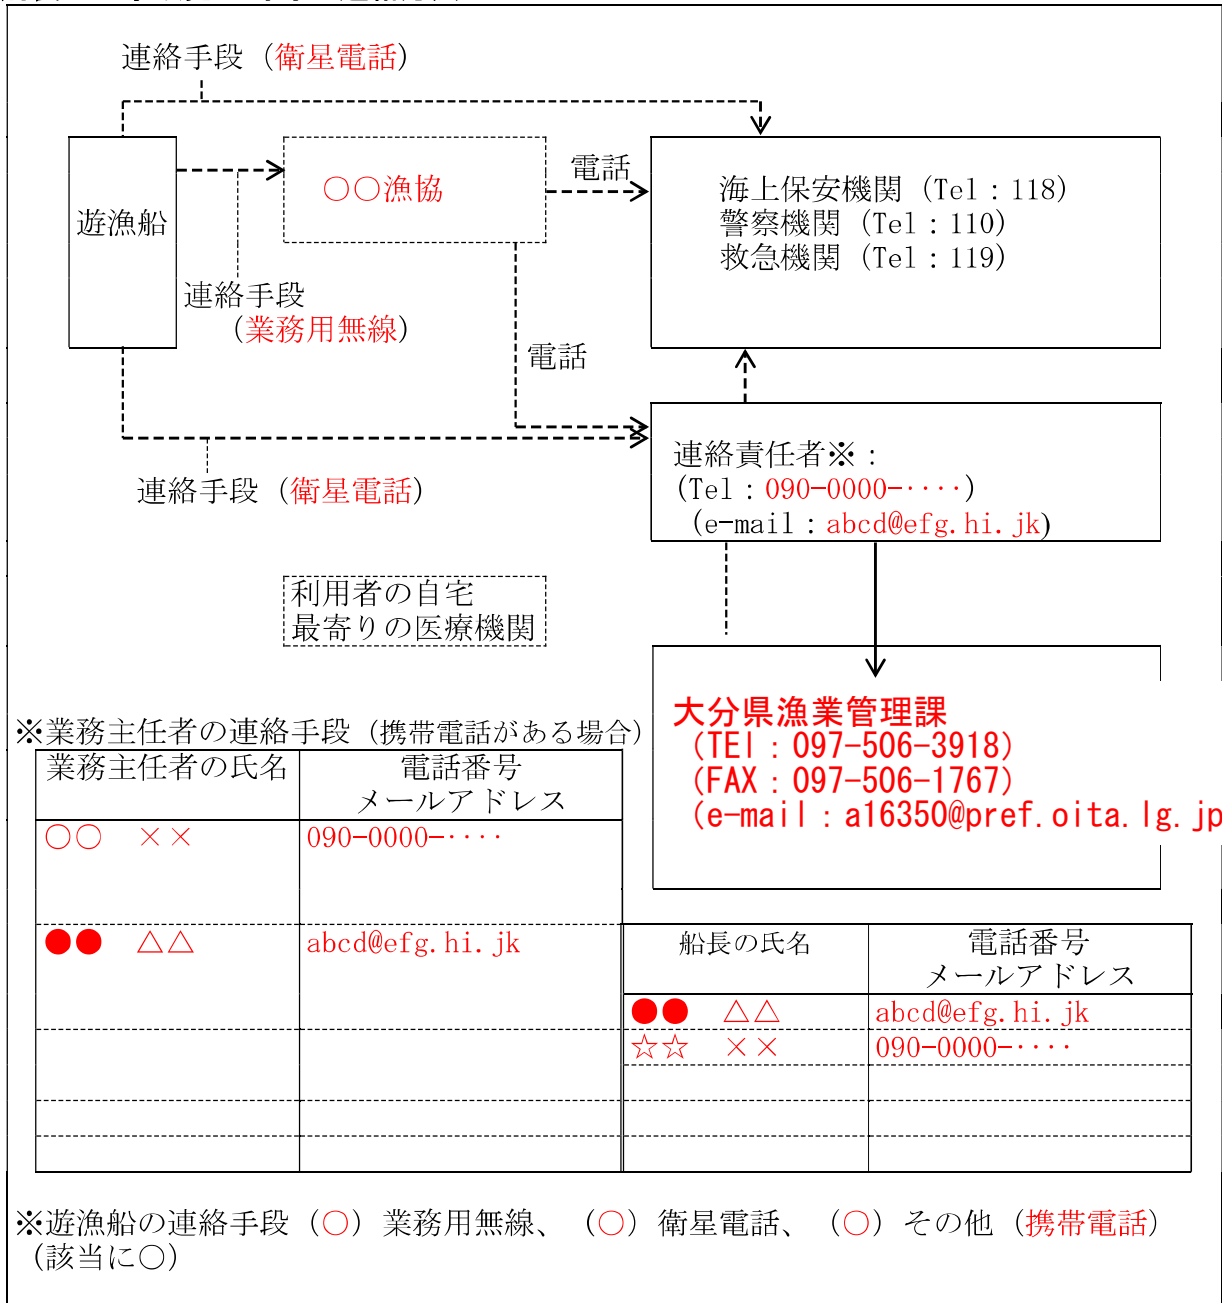 連絡手段（衛星電話）
遊漁船
○○漁協
電話
海上保安機関（Tel：118）
警察機関（Tel：110）
救急機関（Tel：119）
連絡手段
（業務用無線）
電話
連絡手段（衛星電話）
連絡責任者※：
(Tel：090-0000-‥‥)
（e-mail：abcd@efg.hi.jk)
利用者の自宅
最寄りの医療機関
大分県漁業管理課
（TEl：097-506-3918）
（FAX：097-506-1767）
（e-mail：a16350@pref.oita.lg.jp
※業務主任者の連絡手段（携帯電話がある場合）
業務主任者の氏名 電話番号
メールアドレス
○○　×× 090-0000-‥‥
●●　△△ abcd@efg.hi.jk
船長の氏名 電話番号
メールアドレス
●●　△△ abcd@efg.hi.jk
☆☆　×× 090-0000-‥‥
※遊漁船の連絡手段（○）業務用無線、（○）衛星電話、（○）その他（携帯電話）
（該当に○）